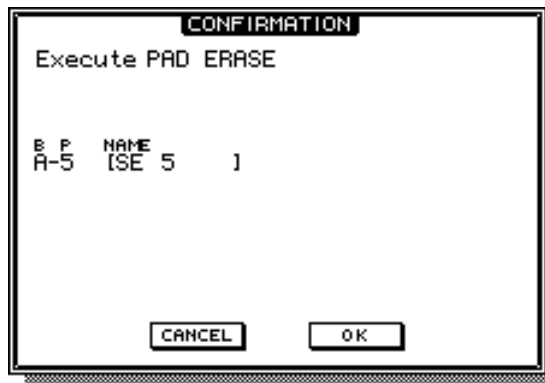 CONFIRMATION
Execute PAD ERASE
B P NAME
A-5 [SE 5 ]
CANCEL OK